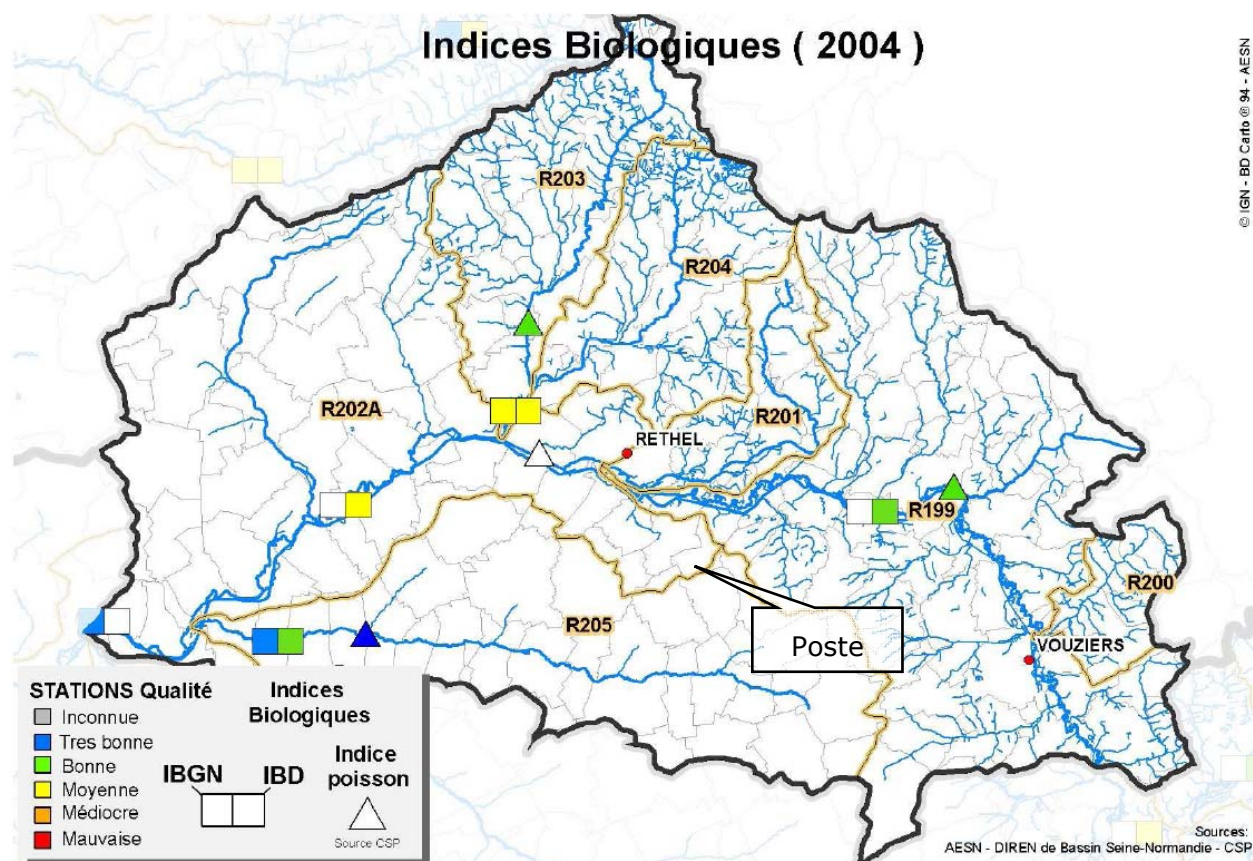 Indices Biologiques ( 2004 )
© IGN - BD Carto ® 94 - AESN
R203
R204
R202A
R201
RETHEL
R199
R200
R205
Poste
VOUZIERS
STATIONS Qualité
Inconnue
Tres bonne
Bonne
Moyenne
Médiocre
Mauvaise
Indices
Biologiques
IBGN
IBD
Indice
poisson
Source CSP
Sources:
AESN - DIREN de Bassin Seine-Normandie - CSP